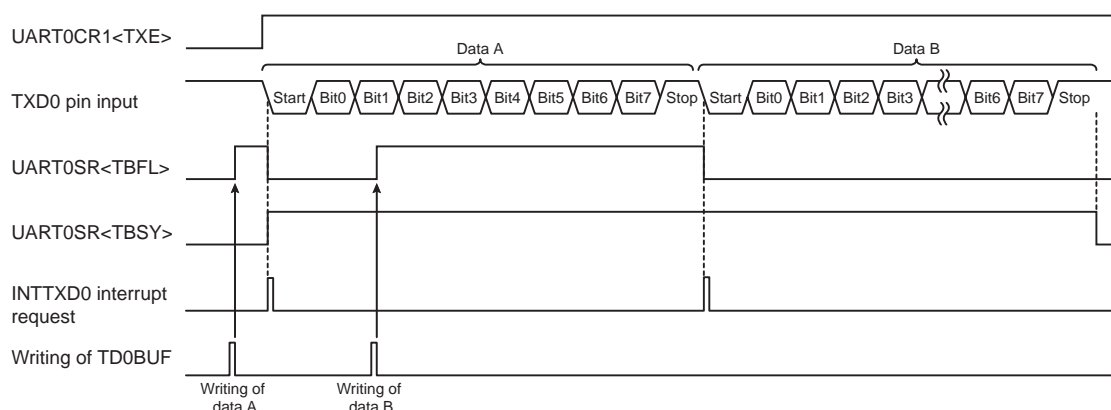 UART0CR1<TXE>
Data A
Data B
TXD0 pin input
Start Bit0 Bit1 Bit2 Bit3 Bit4 Bit5 Bit6 Bit7 Stop Start Bit0 Bit1 Bit2 Bit3 Bit6 Bit7 Stop
UART0SR<TBFL>
UART0SR<TBSY>
INTTXD0 interrupt
request
Writing of TD0BUF
Writing of
data A
Writing of
data B